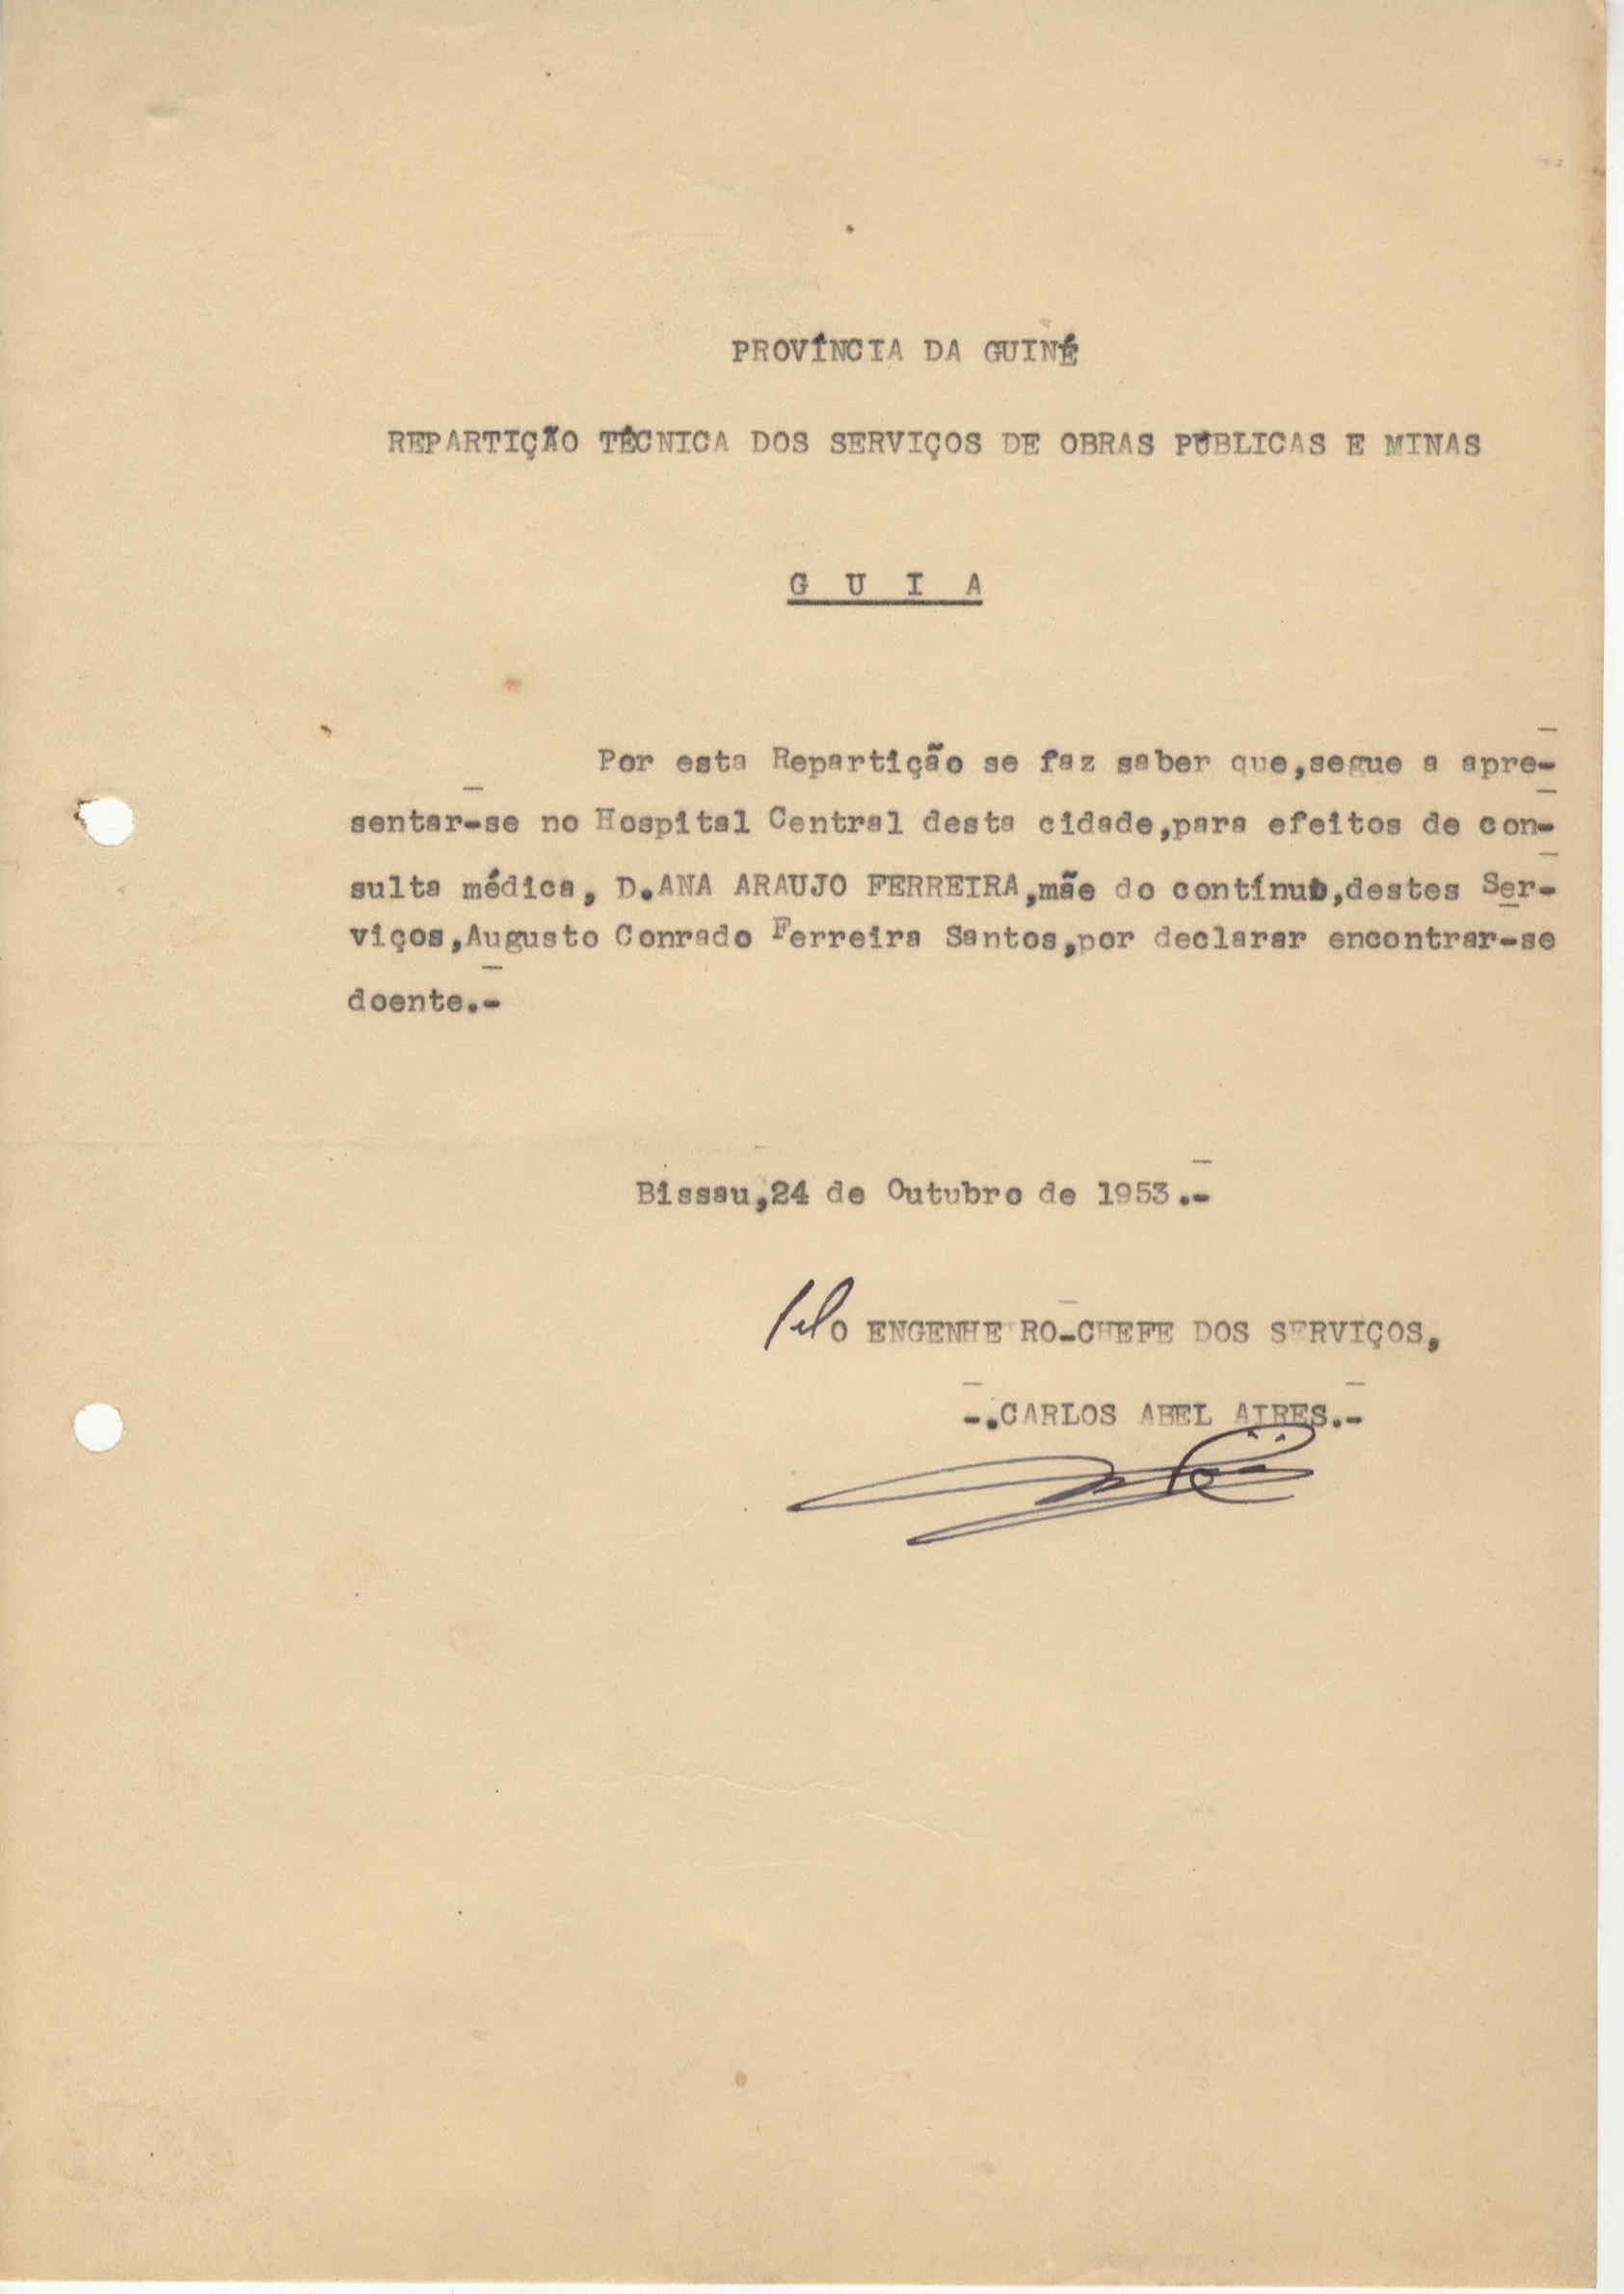 PROVÍNCIA DA GUINÉ
REPARTIÇÃO TÉCNICA DOS SERVIÇOS DE OBRAS PÚBLICAS E MINAS
G U I A
Por esta Repartição se faz saber que,segue a apre-
sentar-se no Hospital Central desta cidade,para efeitos de con-
sulta médica, D.ANA ARAUJO FERREIRA,mãe do contínuo,destes Ser-
viços,Augusto Conrado Ferreira Santos,por declarar encontrar-se
doente.-
Bissau,24 de Outubro de 1953.-
Pelo ENGENHEIRO-CHEFE DOS SERVIÇOS,
-.CARLOS ABEL AIRES.-